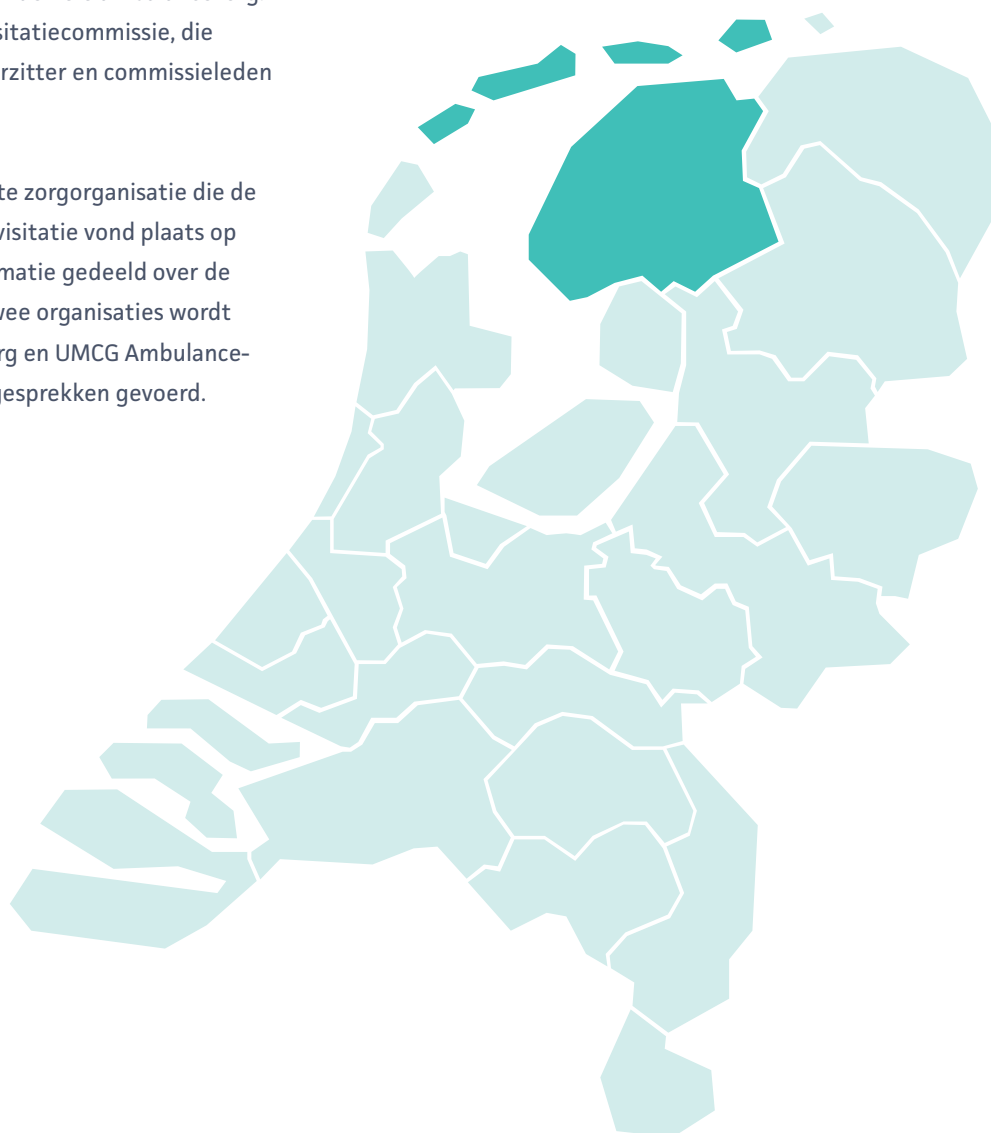 sitatiecommissie, die
rzitter en commissieleden
te zorgorganisatie die de
visitatie vond plaats op
matie gedeeld over de
wee organisaties wordt
rg en UMCG Ambulance-
gesprekken gevoerd.